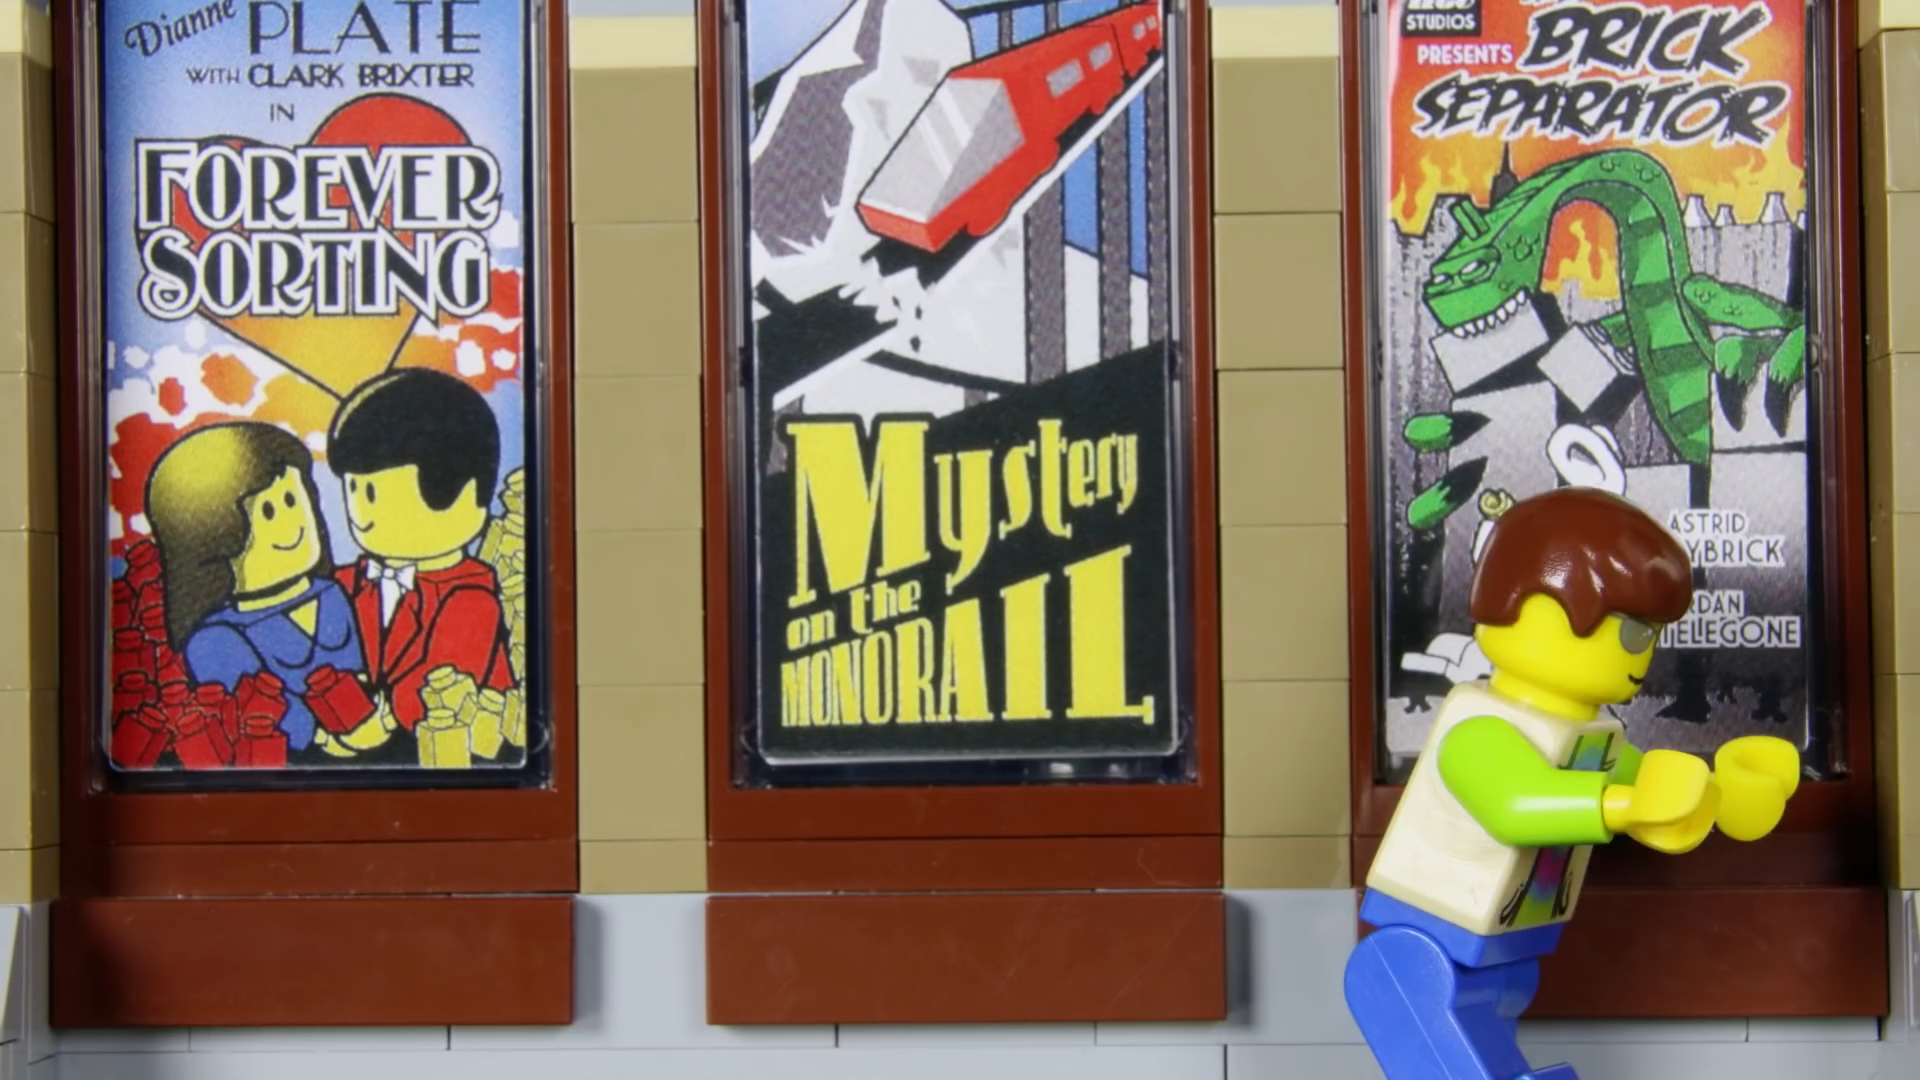 Dianne
PLATE
WITH CLARK BRIXTER
IN
FOREVER
SORTING
Mystery
on the
MONORAIL
STUDIOS
PRESENTS
BRICK
SEPARATOR
ASTRID